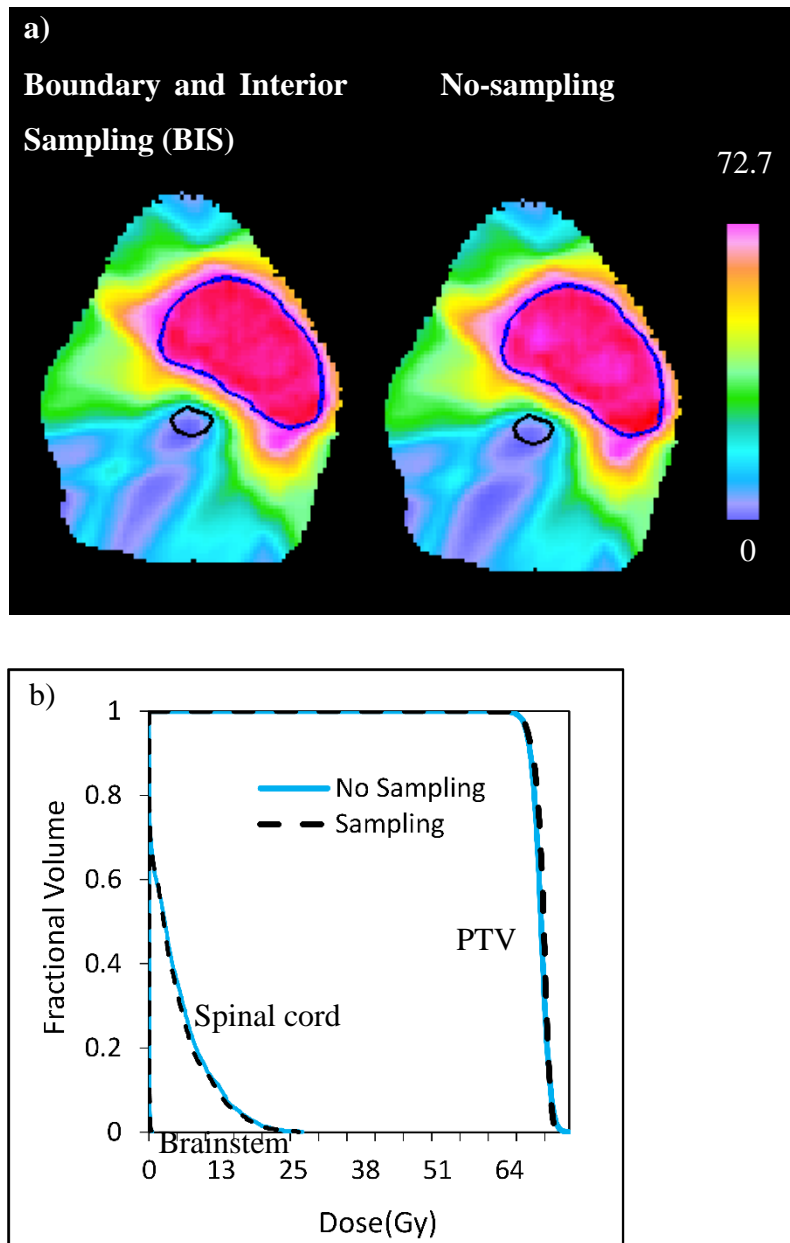 a)
Boundary and Interior
Sampling (BIS)
No-sampling
72.7
0
b)
1
0.8
0.6
0.4
0.2
0
Fractional Volume
No Sampling
Sampling
PTV
Spinal cord
Brainstem
0 13 25 38 51 64
Dose(Gy)